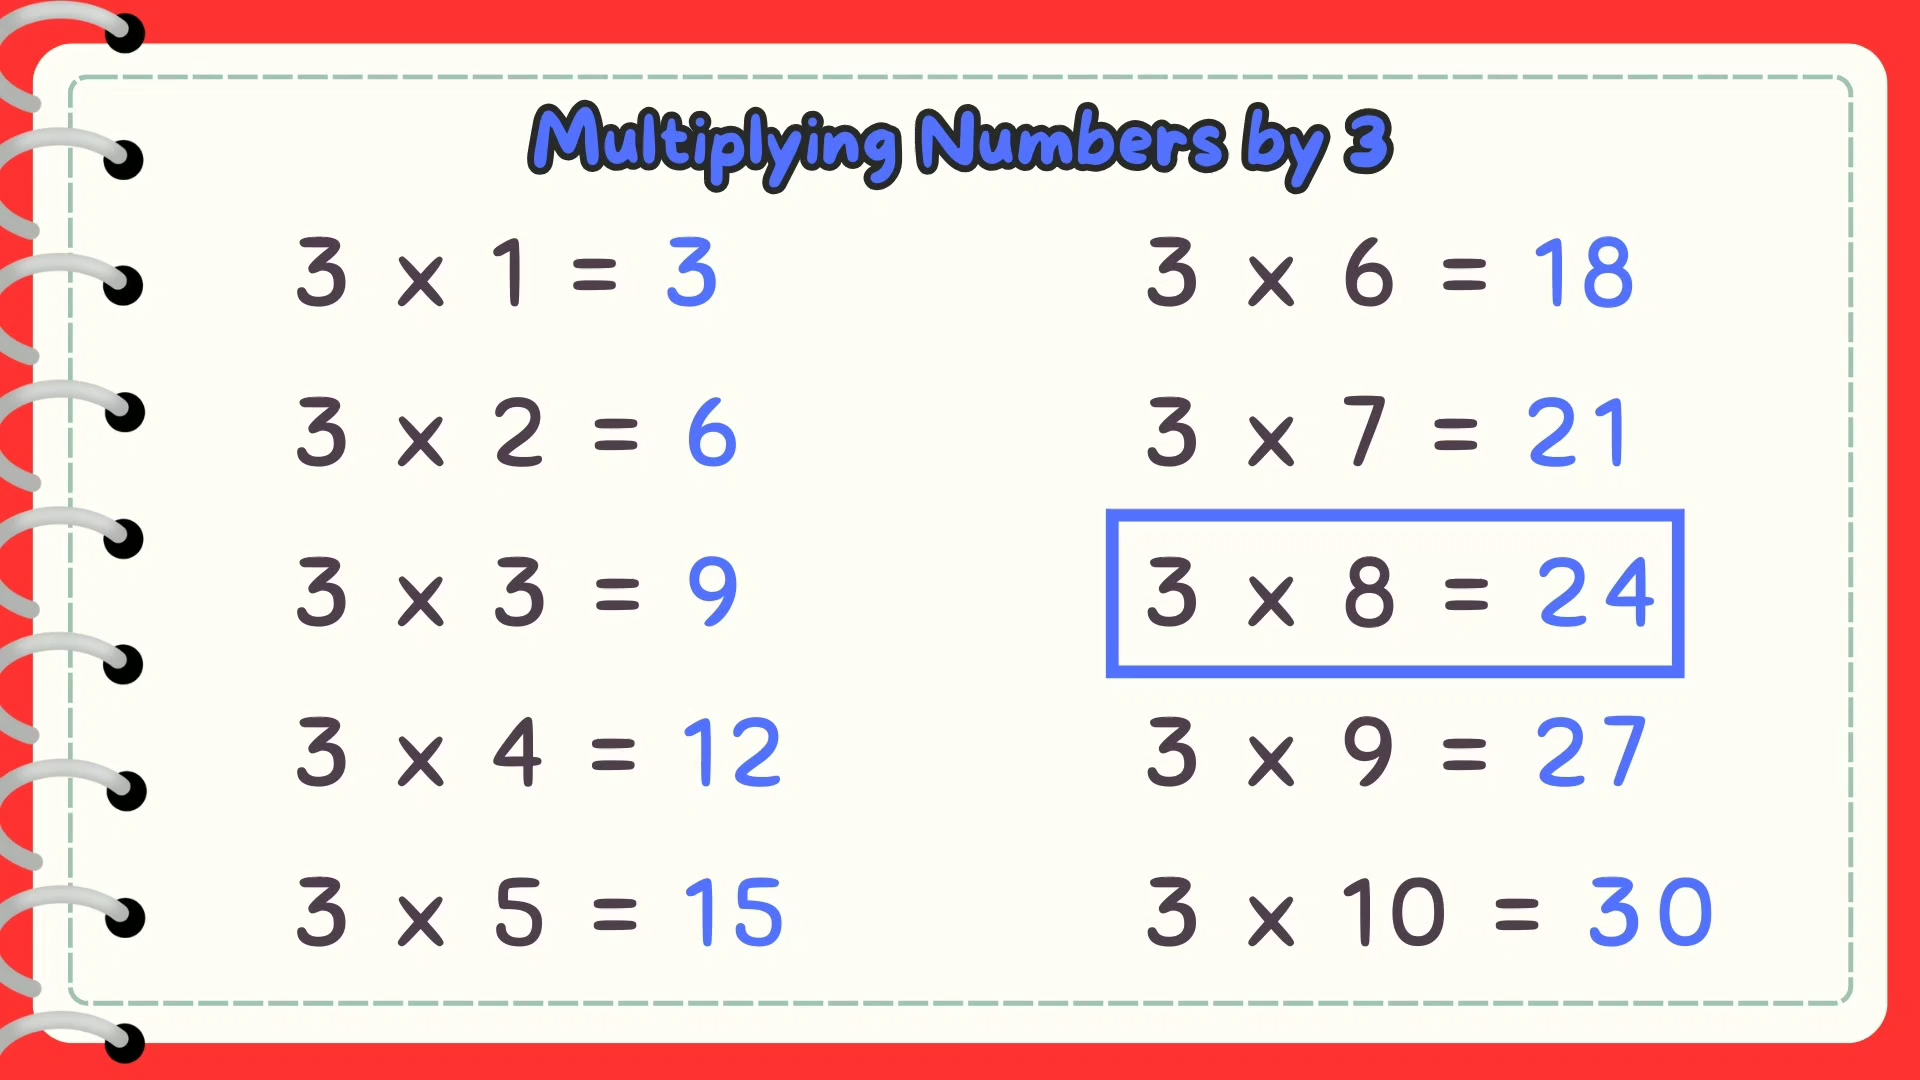 Multiplying Numbers by 3
3 x 1 = 3
3 x 2 = 6
3 x 3 = 9
3 x 4 = 12
3 x 5 = 15
3 x 6 = 18
3 x 7 = 21
3 x 8 = 24
3 x 9 = 27
3 x 10 = 30